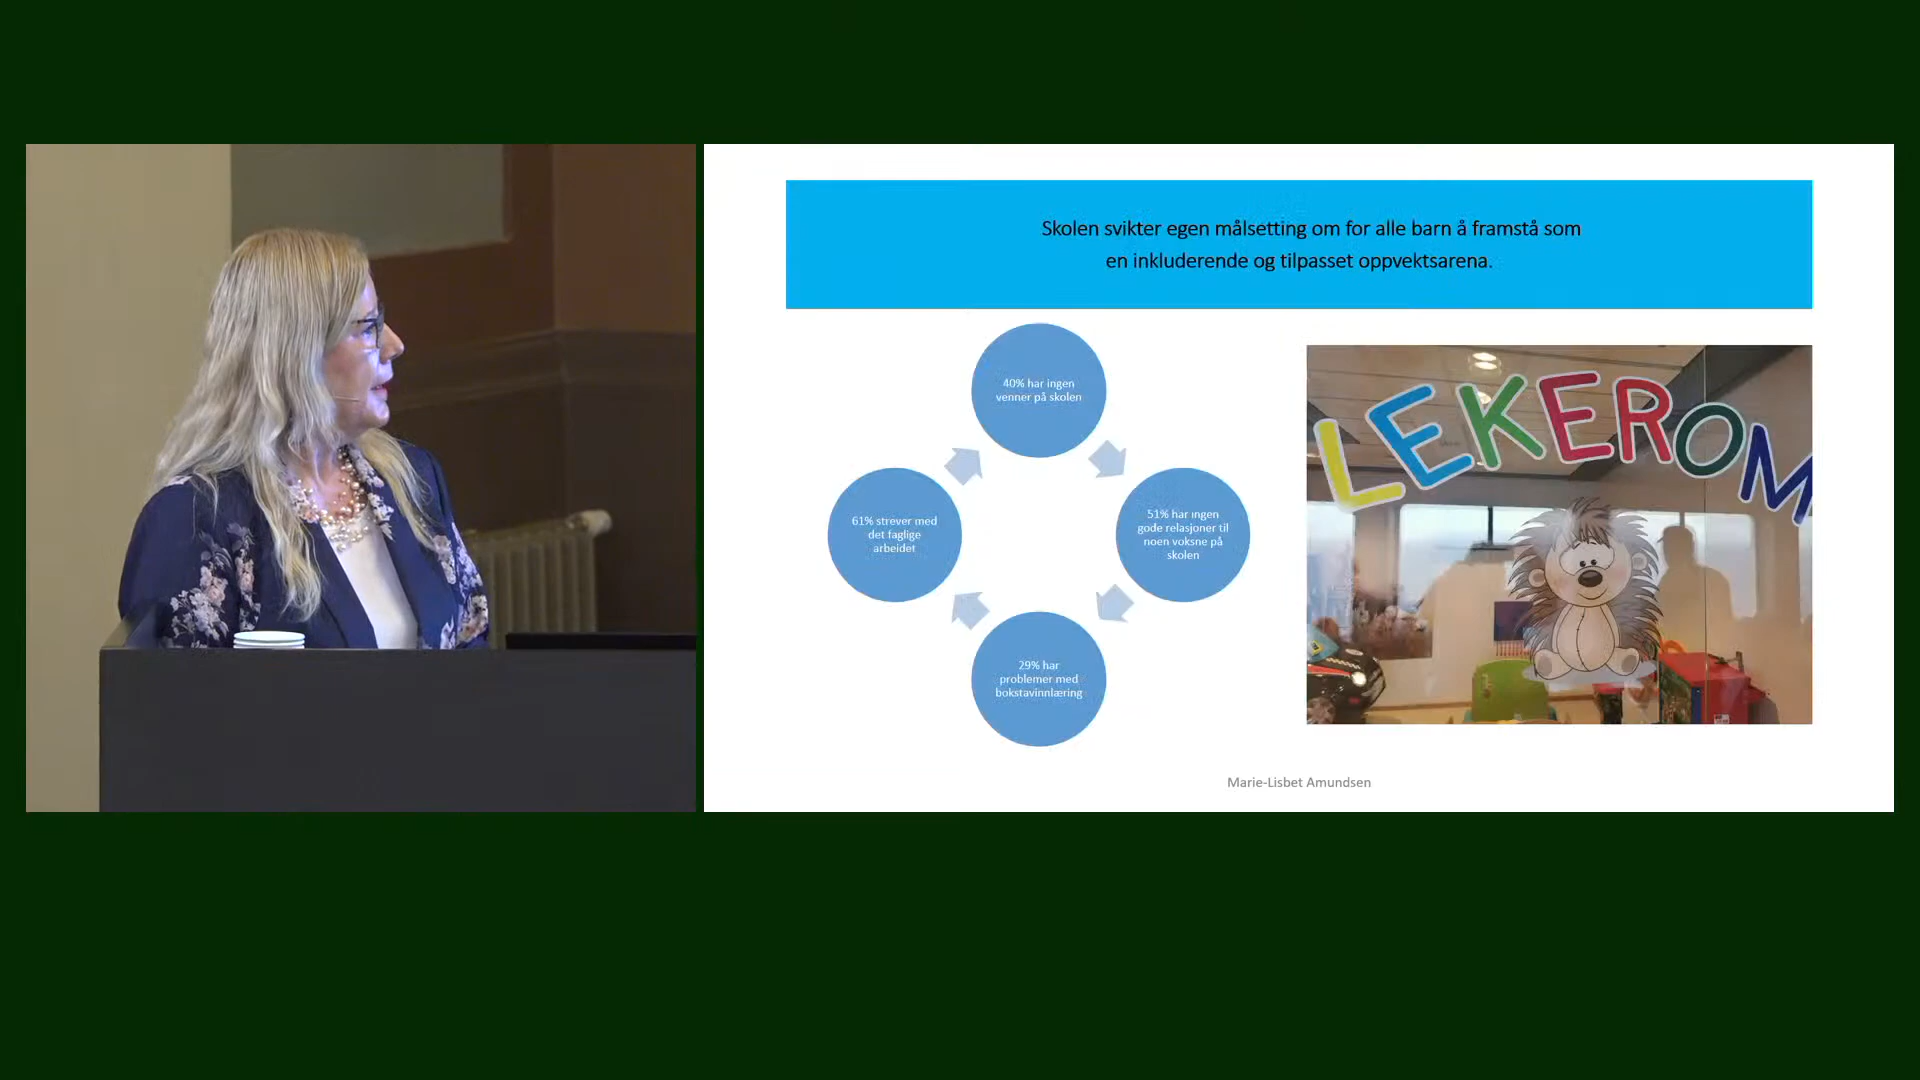 Skolen svikter egen målsetting om for alle barn å framstå som
en inkluderende og tilpasset oppvektsarena.
40% har ingen
venner på skolen
51% har ingen
gode relasjoner til
noen voksne på
skolen
29% har
problemer med
bokstavinnlæring
61% strever med
det faglige
arbeidet
LEKEROM
Marie-Lisbet Amundsen